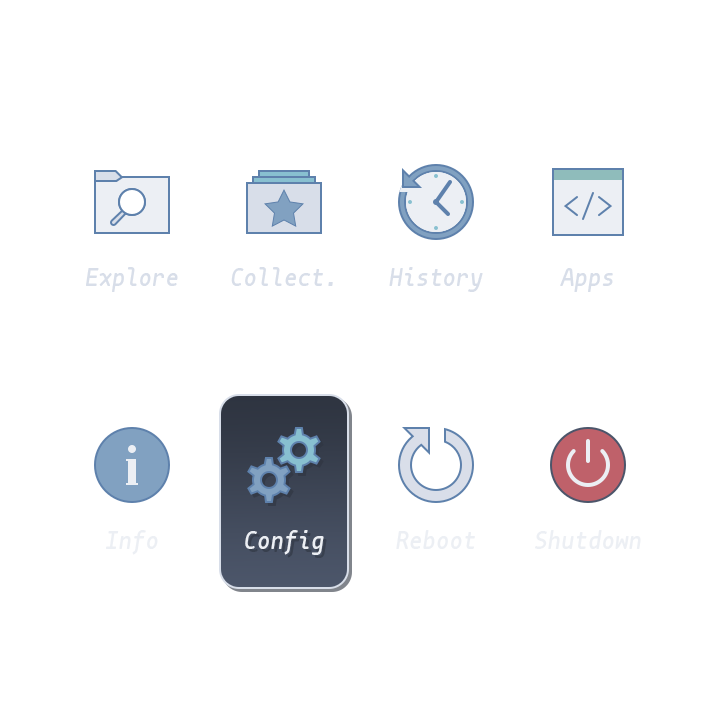 Explore
Collect.
History
Apps
</>
i
Info
Config
Reboot
Shutdown